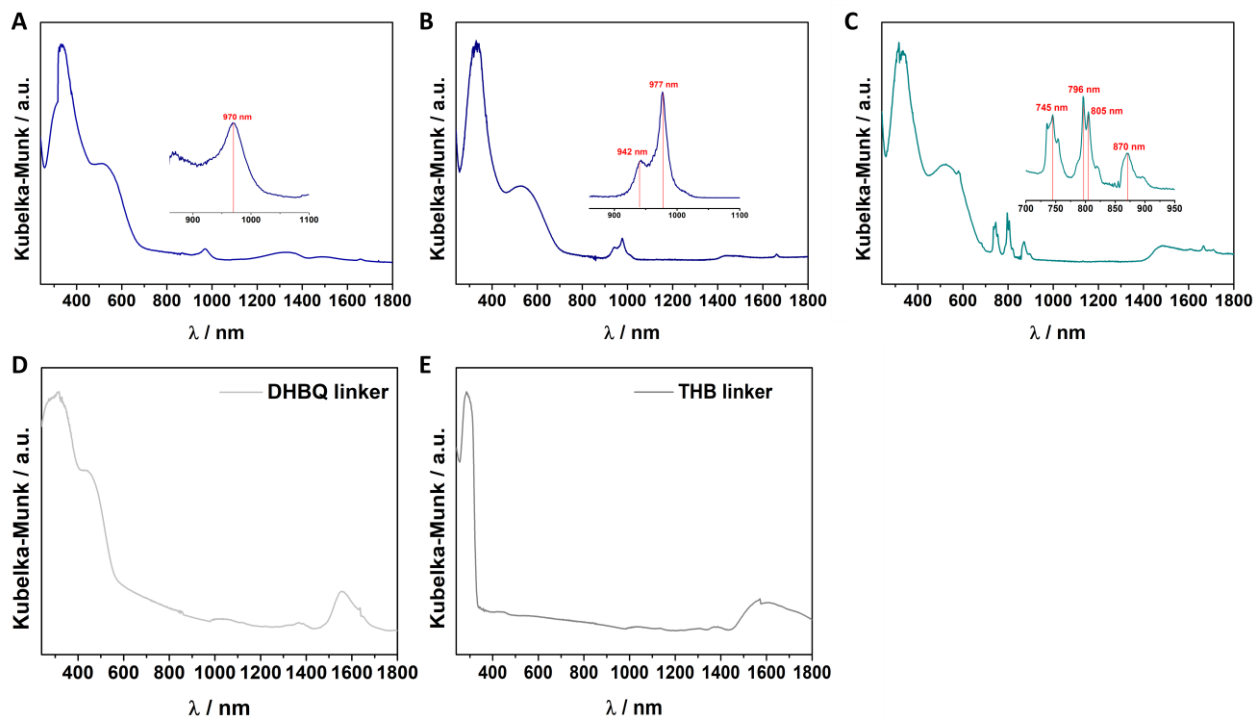 A
Kubelka-Munk / a.u.
970 nm
900 1000 1100
400 600 800 1000 1200 1400 1600 1800
λ / nm
B
Kubelka-Munk / a.u.
977 nm
942 nm
900 1000 1100
400 600 800 1000 1200 1400 1600 1800
λ / nm
C
Kubelka-Munk / a.u.
796 nm
745 nm
805 nm
870 nm
700 750 800 850 900 950
400 600 800 1000 1200 1400 1600 1800
λ / nm
D
DHBQ linker
Kubelka-Munk / a.u.
400 600 800 1000 1200 1400 1600 1800
λ / nm
E
THB linker
Kubelka-Munk / a.u.
400 600 800 1000 1200 1400 1600 1800
λ / nm